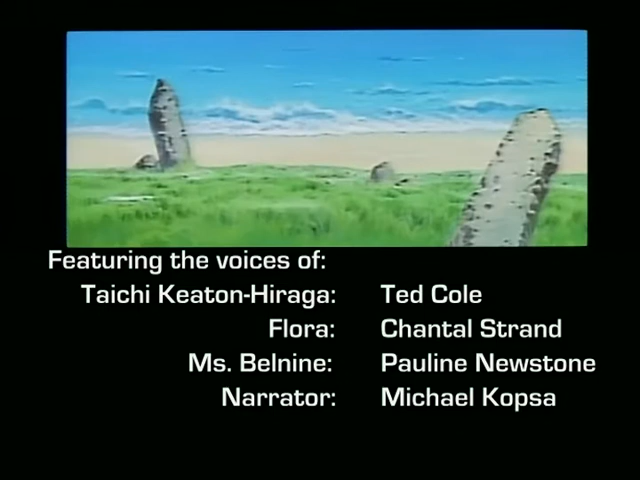 Featuring the voices of:
Taichi Keaton-Hiraga: Ted Cole
Flora: Chantal Strand
Ms. Belnine: Pauline Newstone
Narrator: Michael Kopsa